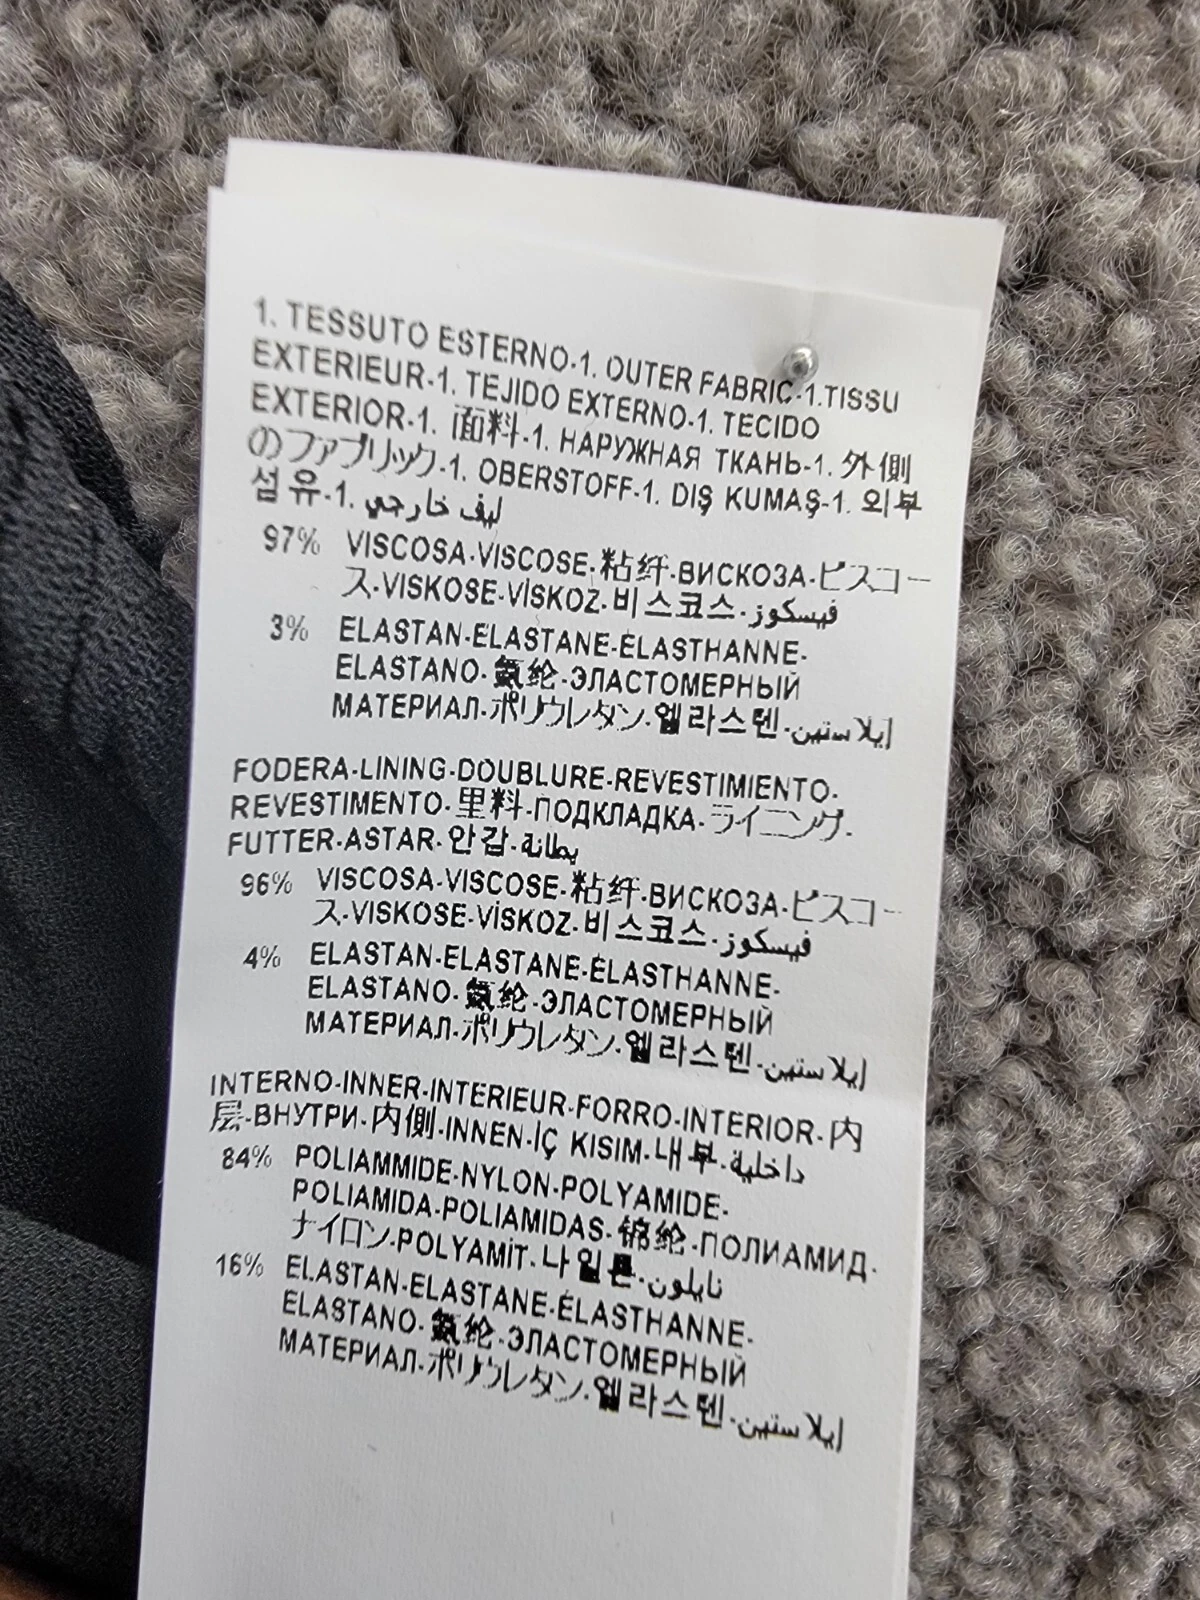 1. TESSUTO ESTERNO-1. OUTER FABRIC-1.TISSU
EXTERIEUR-1. TEJIDO EXTERNO-1. TECIDO
EXTERIOR-1. 面料-1. НАРУЖНАЯ ТКАНЬ-1. 外側
のファブリック-1. OBERSTOFF-1. DIŞ KUMAŞ-1. 외부
섬유-1. ليف خارجي
97% VISCOSA-VISCOSE-粘纤-ВИСКОЗА-ビスコー
ス-VISKOSE-VİSKOZ-비스코스-فيسكوز
3% ELASTAN-ELASTANE-ÉLASTHANNE-
ELASTANO-氨纶-ЭЛАСТОМЕРНЫЙ
МАТЕРИАЛ-ポリウレタン-엘라스텐-إيلاستين
FODERA-LINING-DOUBLURE-REVESTIMIENTO-
REVESTIMENTO-里料-ПОДКЛАДКА-ライニング-
FUTTER-ASTAR-안감-بطانة
96% VISCOSA-VISCOSE-粘纤-ВИСКОЗА-ビスコー
ス-VISKOSE-VİSKOZ-비스코스-فيسكوز
4% ELASTAN-ELASTANE-ÉLASTHANNE-
ELASTANO-氨纶-ЭЛАСТОМЕРНЫЙ
МАТЕРИАЛ-ポリウレタン-엘라스텐-إيلاستين
INTERNO-INNER-INTERIEUR-FORRO-INTERIOR-内
层-ВНУТРИ-内側-INNEN-İÇ KISIM-내부-داخلية
84% POLIAMMIDE-NYLON-POLYAMIDE-
POLIAMIDA-POLIAMIDAS-锦纶-ПОЛИАМИД-
ナイロン-POLYAMİT-나일론-نايلون
16% ELASTAN-ELASTANE-ÉLASTHANNE-
ELASTANO-氨纶-ЭЛАСТОМЕРНЫЙ
МАТЕРИАЛ-ポリウレタン-엘라스텐-إيلاستين